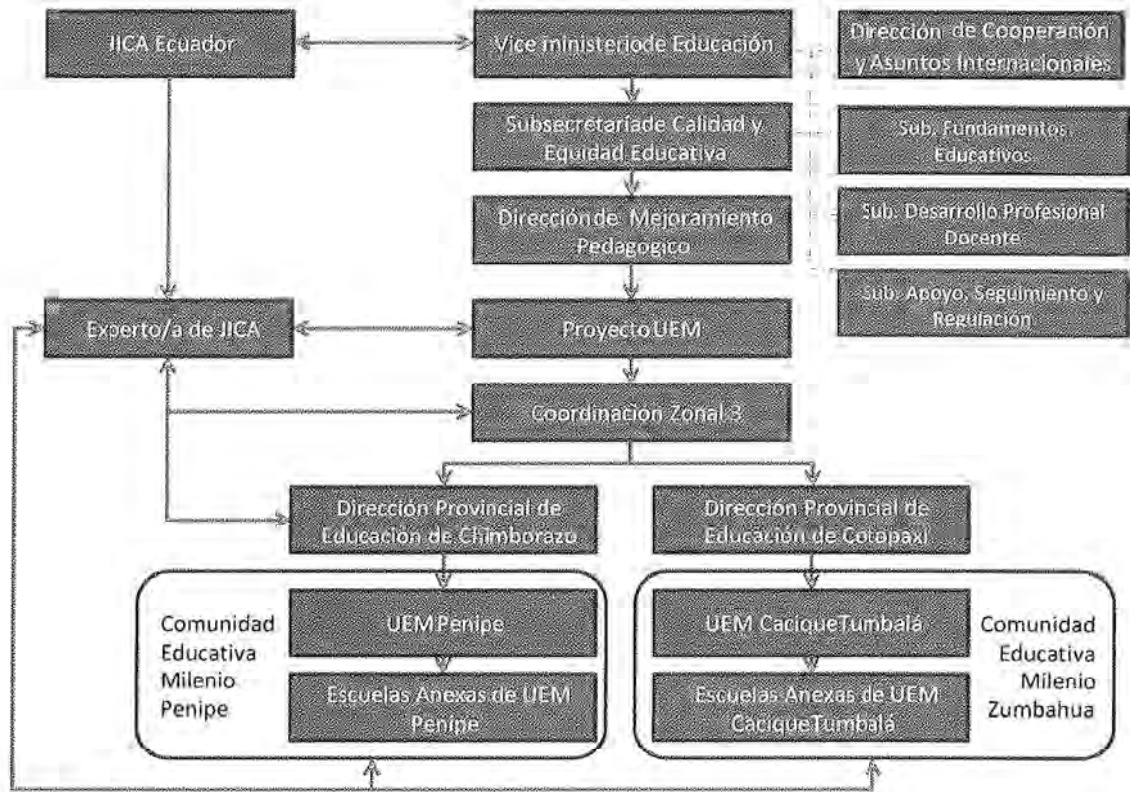 JICA Ecuador
Vice ministeriode Educación
Dirección de Cooperación
y Asuntos Internacionales
Subsecretaríade Calidad y
Equidad Educativa
Sub. Fundamentos
Educativos
Dirección de Mejoramiento
Pedagogico
Sub. Desarrollo Profesional
Docente
Sub. Apoyo, Seguimiento y
Regulación
Experto/a de JICA
Proyecto UEM
Coordinacion Zonal 3
Dirección Provincial de
Educación de Chimborazo
Dirección Provincial de
Educación de Cotopaxi
Comunidad
Educativa
Milenio
Penipe
UEM Penipe
Escuelas Anexas de UEM
Penipe
UEM CaciqueTumbalá
Escuelas Anexas de UEM
CaciqueTumbalá
Comunidad
Educativa
Milenio
Zumbahua